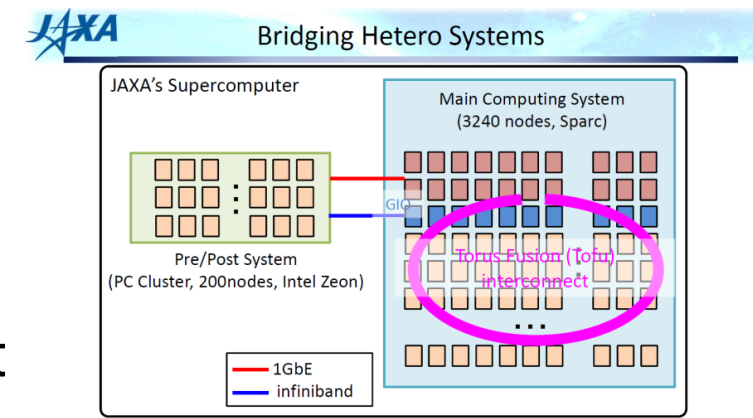 JAXA
Bridging Hetero Systems
JAXA's Supercomputer
Main Computing System
(3240 nodes, Sparc)
GIO
Torus Fusion (Tofu)
interconnect
Pre/Post System
(PC Cluster, 200nodes, Intel Zeon)
1GbE
infiniband
t